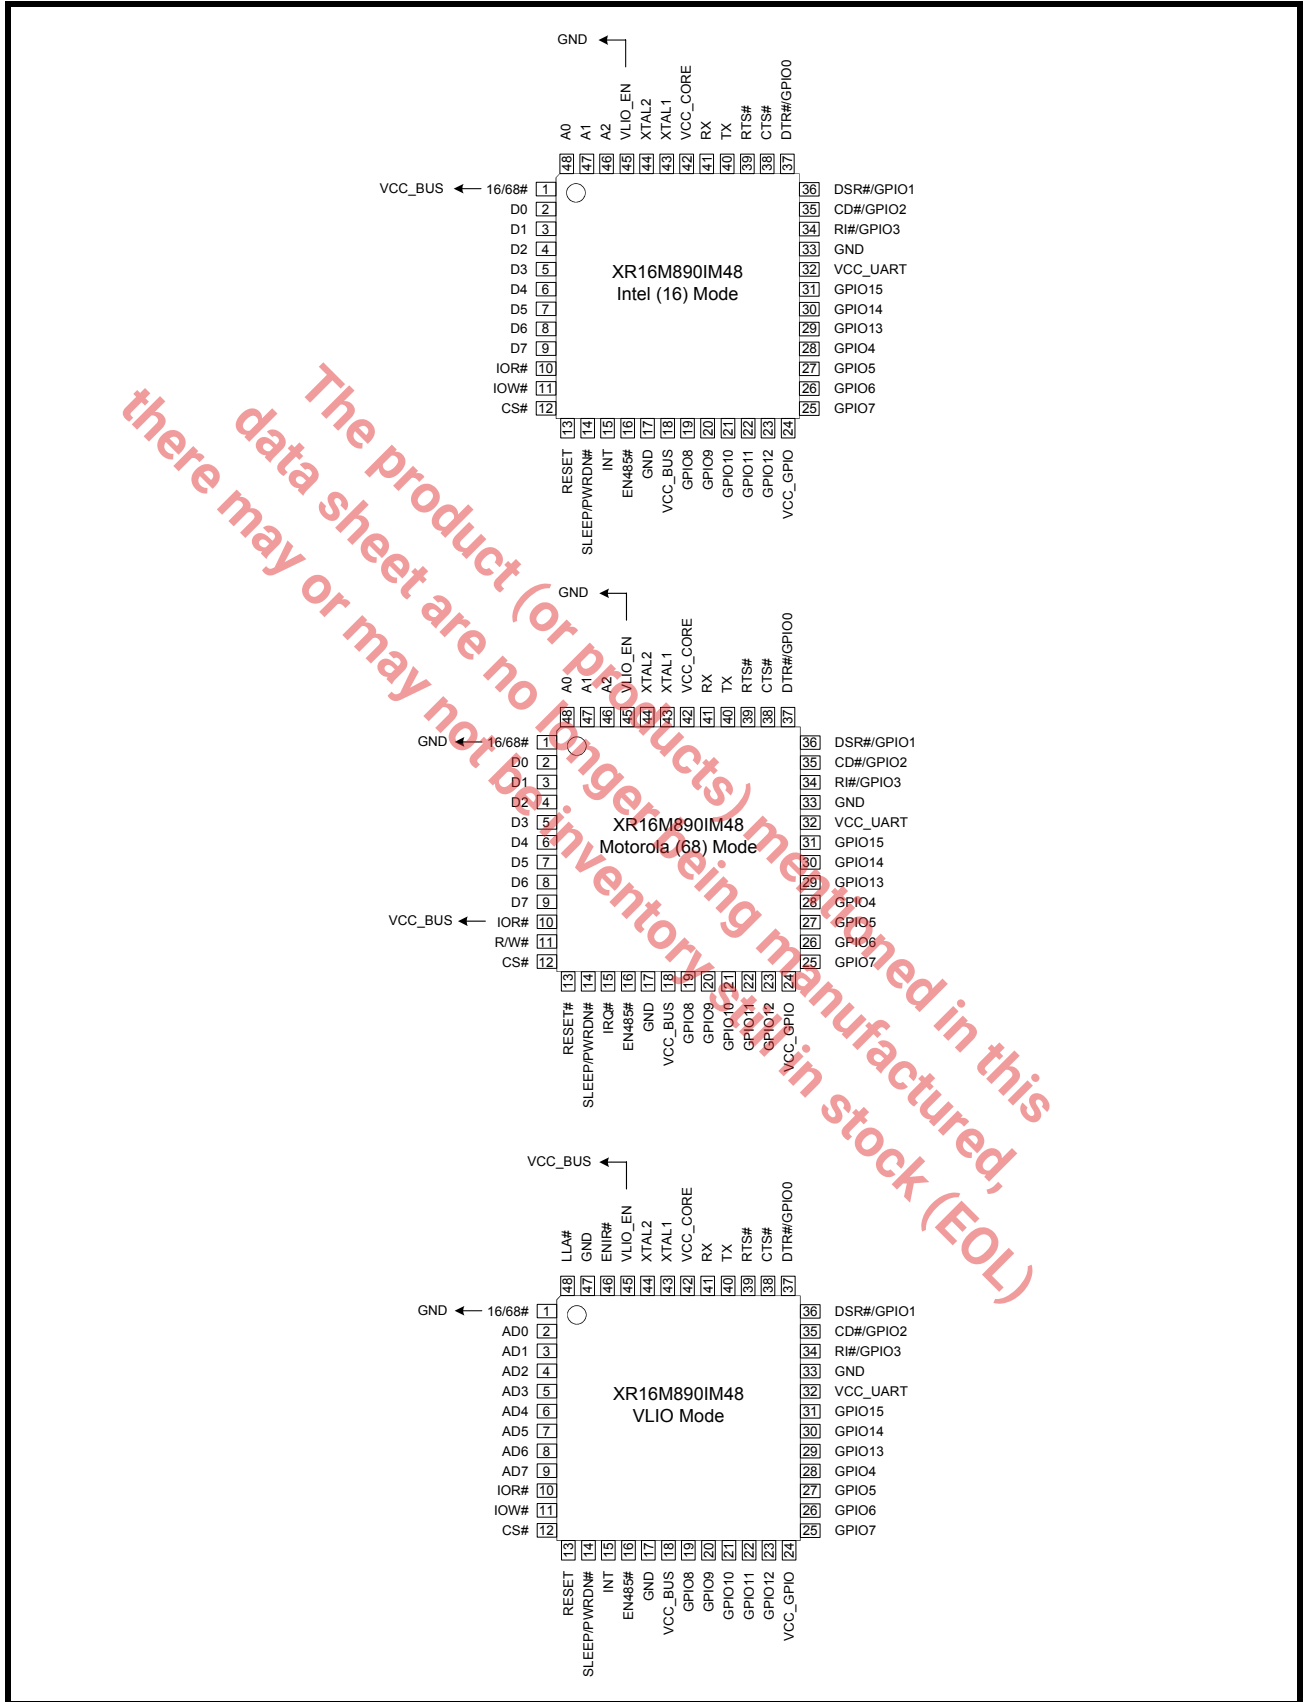 GND
A0
A1
A2
VLIO_EN
XTAL2
XTAL1
VCC_CORE
RX
TX
RTS#
CTS#
DTR#/GPIO0
48
47
46
45
44
43
42
41
40
39
38
37
VCC_BUS
16/68# 1
D0 2
D1 3
D2 4
D3 5
D4 6
D5 7
D6 8
D7 9
IOR# 10
IOW# 11
CS# 12
XR16M890IM48
Intel (16) Mode
36 DSR#/GPIO1
35 CD#/GPIO2
34 RI#/GPIO3
33 GND
32 VCC_UART
31 GPIO15
30 GPIO14
29 GPIO13
28 GPIO4
27 GPIO5
26 GPIO6
25 GPIO7
13
14
15
16
17
18
19
20
21
22
23
24
RESET
SLEEP/PWRDN#
INT
EN485#
GND
VCC_BUS
GPIO8
GPIO9
GPIO10
GPIO11
GPIO12
VCC_GPIO
GND
A0
A1
A2
VLIO_EN
XTAL2
XTAL1
VCC_CORE
RX
TX
RTS#
CTS#
DTR#/GPIO0
48
47
46
45
44
43
42
41
40
39
38
37
GND
16/68# 1
D0 2
D1 3
D2 4
D3 5
D4 6
D5 7
D6 8
D7 9
VCC_BUS
IOR# 10
R/W# 11
CS# 12
XR16M890IM48
Motorola (68) Mode
36 DSR#/GPIO1
35 CD#/GPIO2
34 RI#/GPIO3
33 GND
32 VCC_UART
31 GPIO15
30 GPIO14
29 GPIO13
28 GPIO4
27 GPIO5
26 GPIO6
25 GPIO7
13
14
15
16
17
18
19
20
21
22
23
24
RESET#
SLEEP/PWRDN#
IRQ#
EN485#
GND
VCC_BUS
GPIO8
GPIO9
GPIO10
GPIO11
GPIO12
VCC_GPIO
VCC_BUS
LLA#
GND
ENIR#
VLIO_EN
XTAL2
XTAL1
VCC_CORE
RX
TX
RTS#
CTS#
DTR#/GPIO0
48
47
46
45
44
43
42
41
40
39
38
37
GND
16/68# 1
AD0 2
AD1 3
AD2 4
AD3 5
AD4 6
AD5 7
AD6 8
AD7 9
IOR# 10
IOW# 11
CS# 12
XR16M890IM48
VLIO Mode
36 DSR#/GPIO1
35 CD#/GPIO2
34 RI#/GPIO3
33 GND
32 VCC_UART
31 GPIO15
30 GPIO14
29 GPIO13
28 GPIO4
27 GPIO5
26 GPIO6
25 GPIO7
13
14
15
16
17
18
19
20
21
22
23
24
RESET
SLEEP/PWRDN#
INT
EN485#
GND
VCC_BUS
GPIO8
GPIO9
GPIO10
GPIO11
GPIO12
VCC_GPIO
The product (or products) mentioned in this
data sheet are no longer being manufactured,
there may or may not be inventory still in stock (EOL)